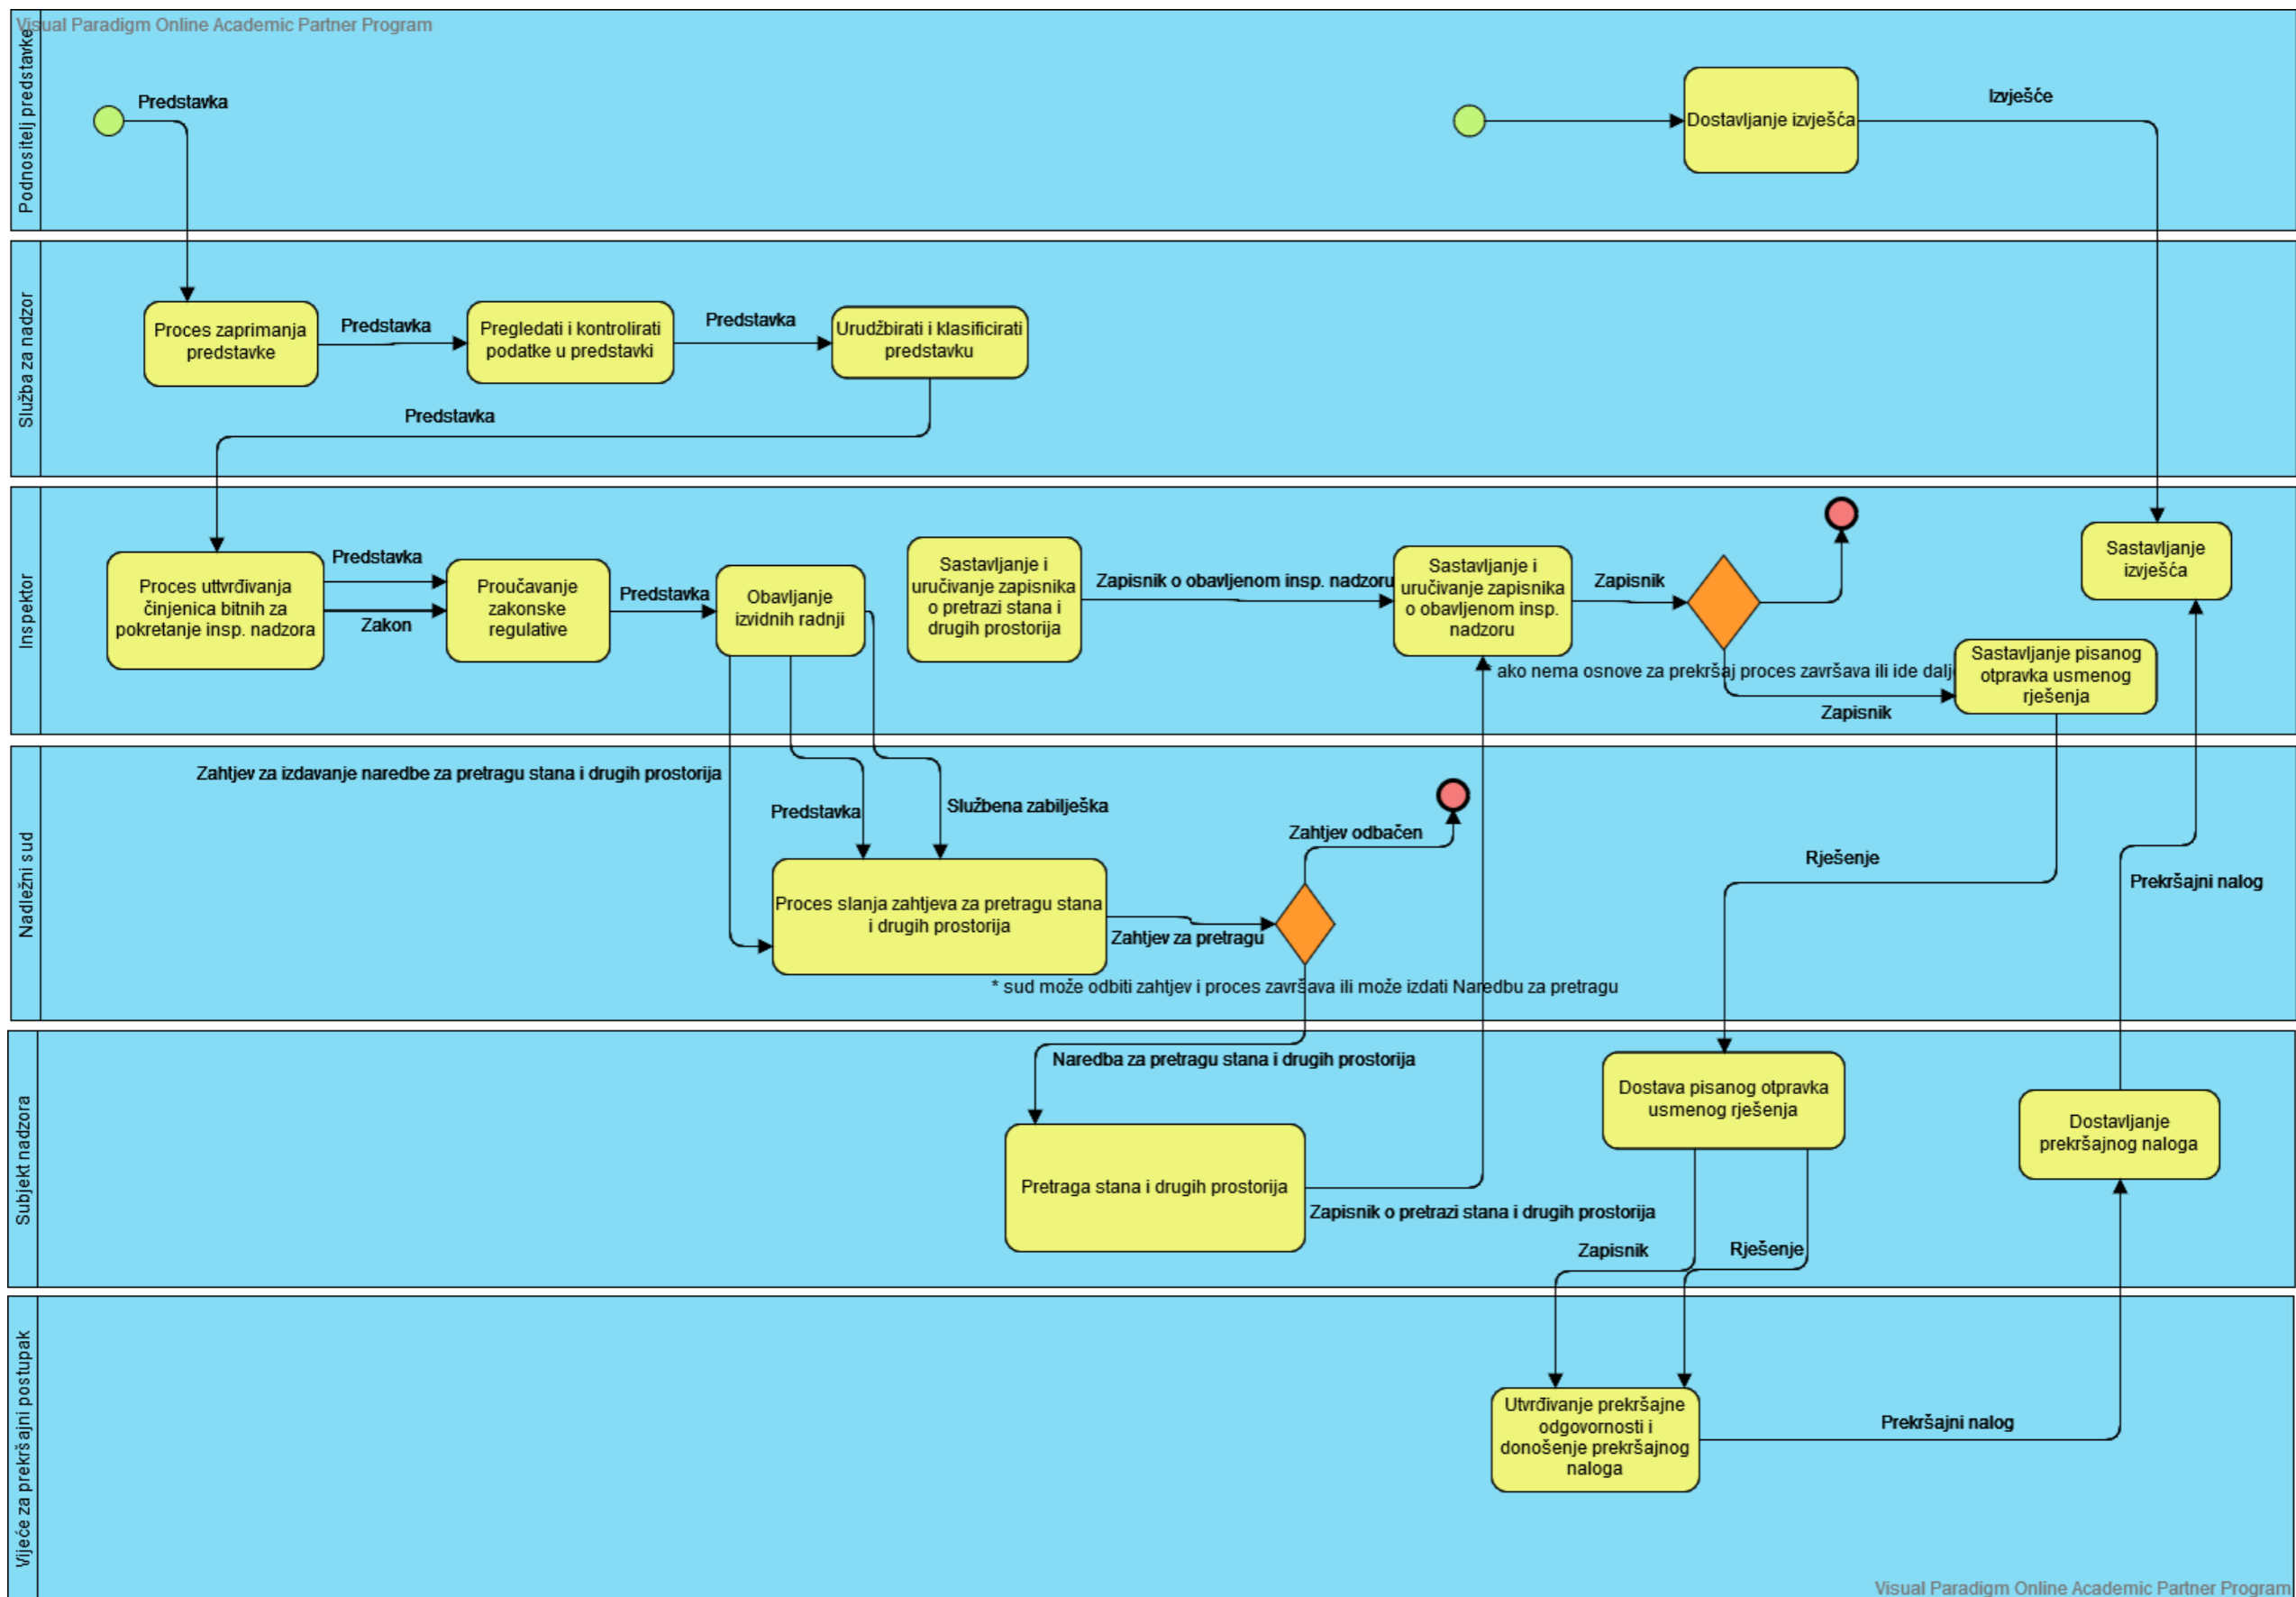 Visual Paradigm Online Academic Partner Program
Podnositelj predstavke
Predstavka
Dostavljanje izvješća
Izvješće
Služba za nadzor
Proces zaprimanja
predstavke
Predstavka
Pregledati i kontrolirati
podatke u predstavki
Predstavka
Urudžbirati i klasificirati
predstavku
Predstavka
Inspektor
Proces uttvrđivanja
činjenica bitnih za
pokretanje insp. nadzora
Predstavka
Zakon
Proučavanje
zakonske
regulative
Predstavka
Obavljanje
izvidnih radnji
Sastavljanje i
uručivanje zapisnika
o pretrazi stana i
drugih prostorija
Zapisnik o obavljenom insp. nadzoru
Sastavljanje i
uručivanje zapisnika
o obavljenom insp.
nadzoru
Zapisnik
* ako nema osnove za prekršaj proces završava ili ide dalj
Zapisnik
Sastavljanje pisanog
otpravka usmenog
rješenja
Sastavljanje
izvješća
Nadležni sud
Zahtjev za izdavanje naredbe za pretragu stana i drugih prostorija
Predstavka
Službena zabilješka
Proces slanja zahtjeva za pretragu stana
i drugih prostorija
Zahtjev za pretragu
Zahtjev odbačen
* sud može odbiti zahtjev i proces završava ili može izdati Naredbu za pretragu
Rješenje
Prekršajni nalog
Subjekt nadzora
Naredba za pretragu stana i drugih prostorija
Pretraga stana i drugih prostorija
Zapisnik o pretrazi stana i drugih prostorija
Dostava pisanog otpravka
usmenog rješenja
Zapisnik
Rješenje
Dostavljanje
prekršajnog naloga
Vijeće za prekršajni postupak
Utvrđivanje prekršajne
odgovornosti i
donošenje prekršajnog
naloga
Prekršajni nalog
Visual Paradigm Online Academic Partner Program